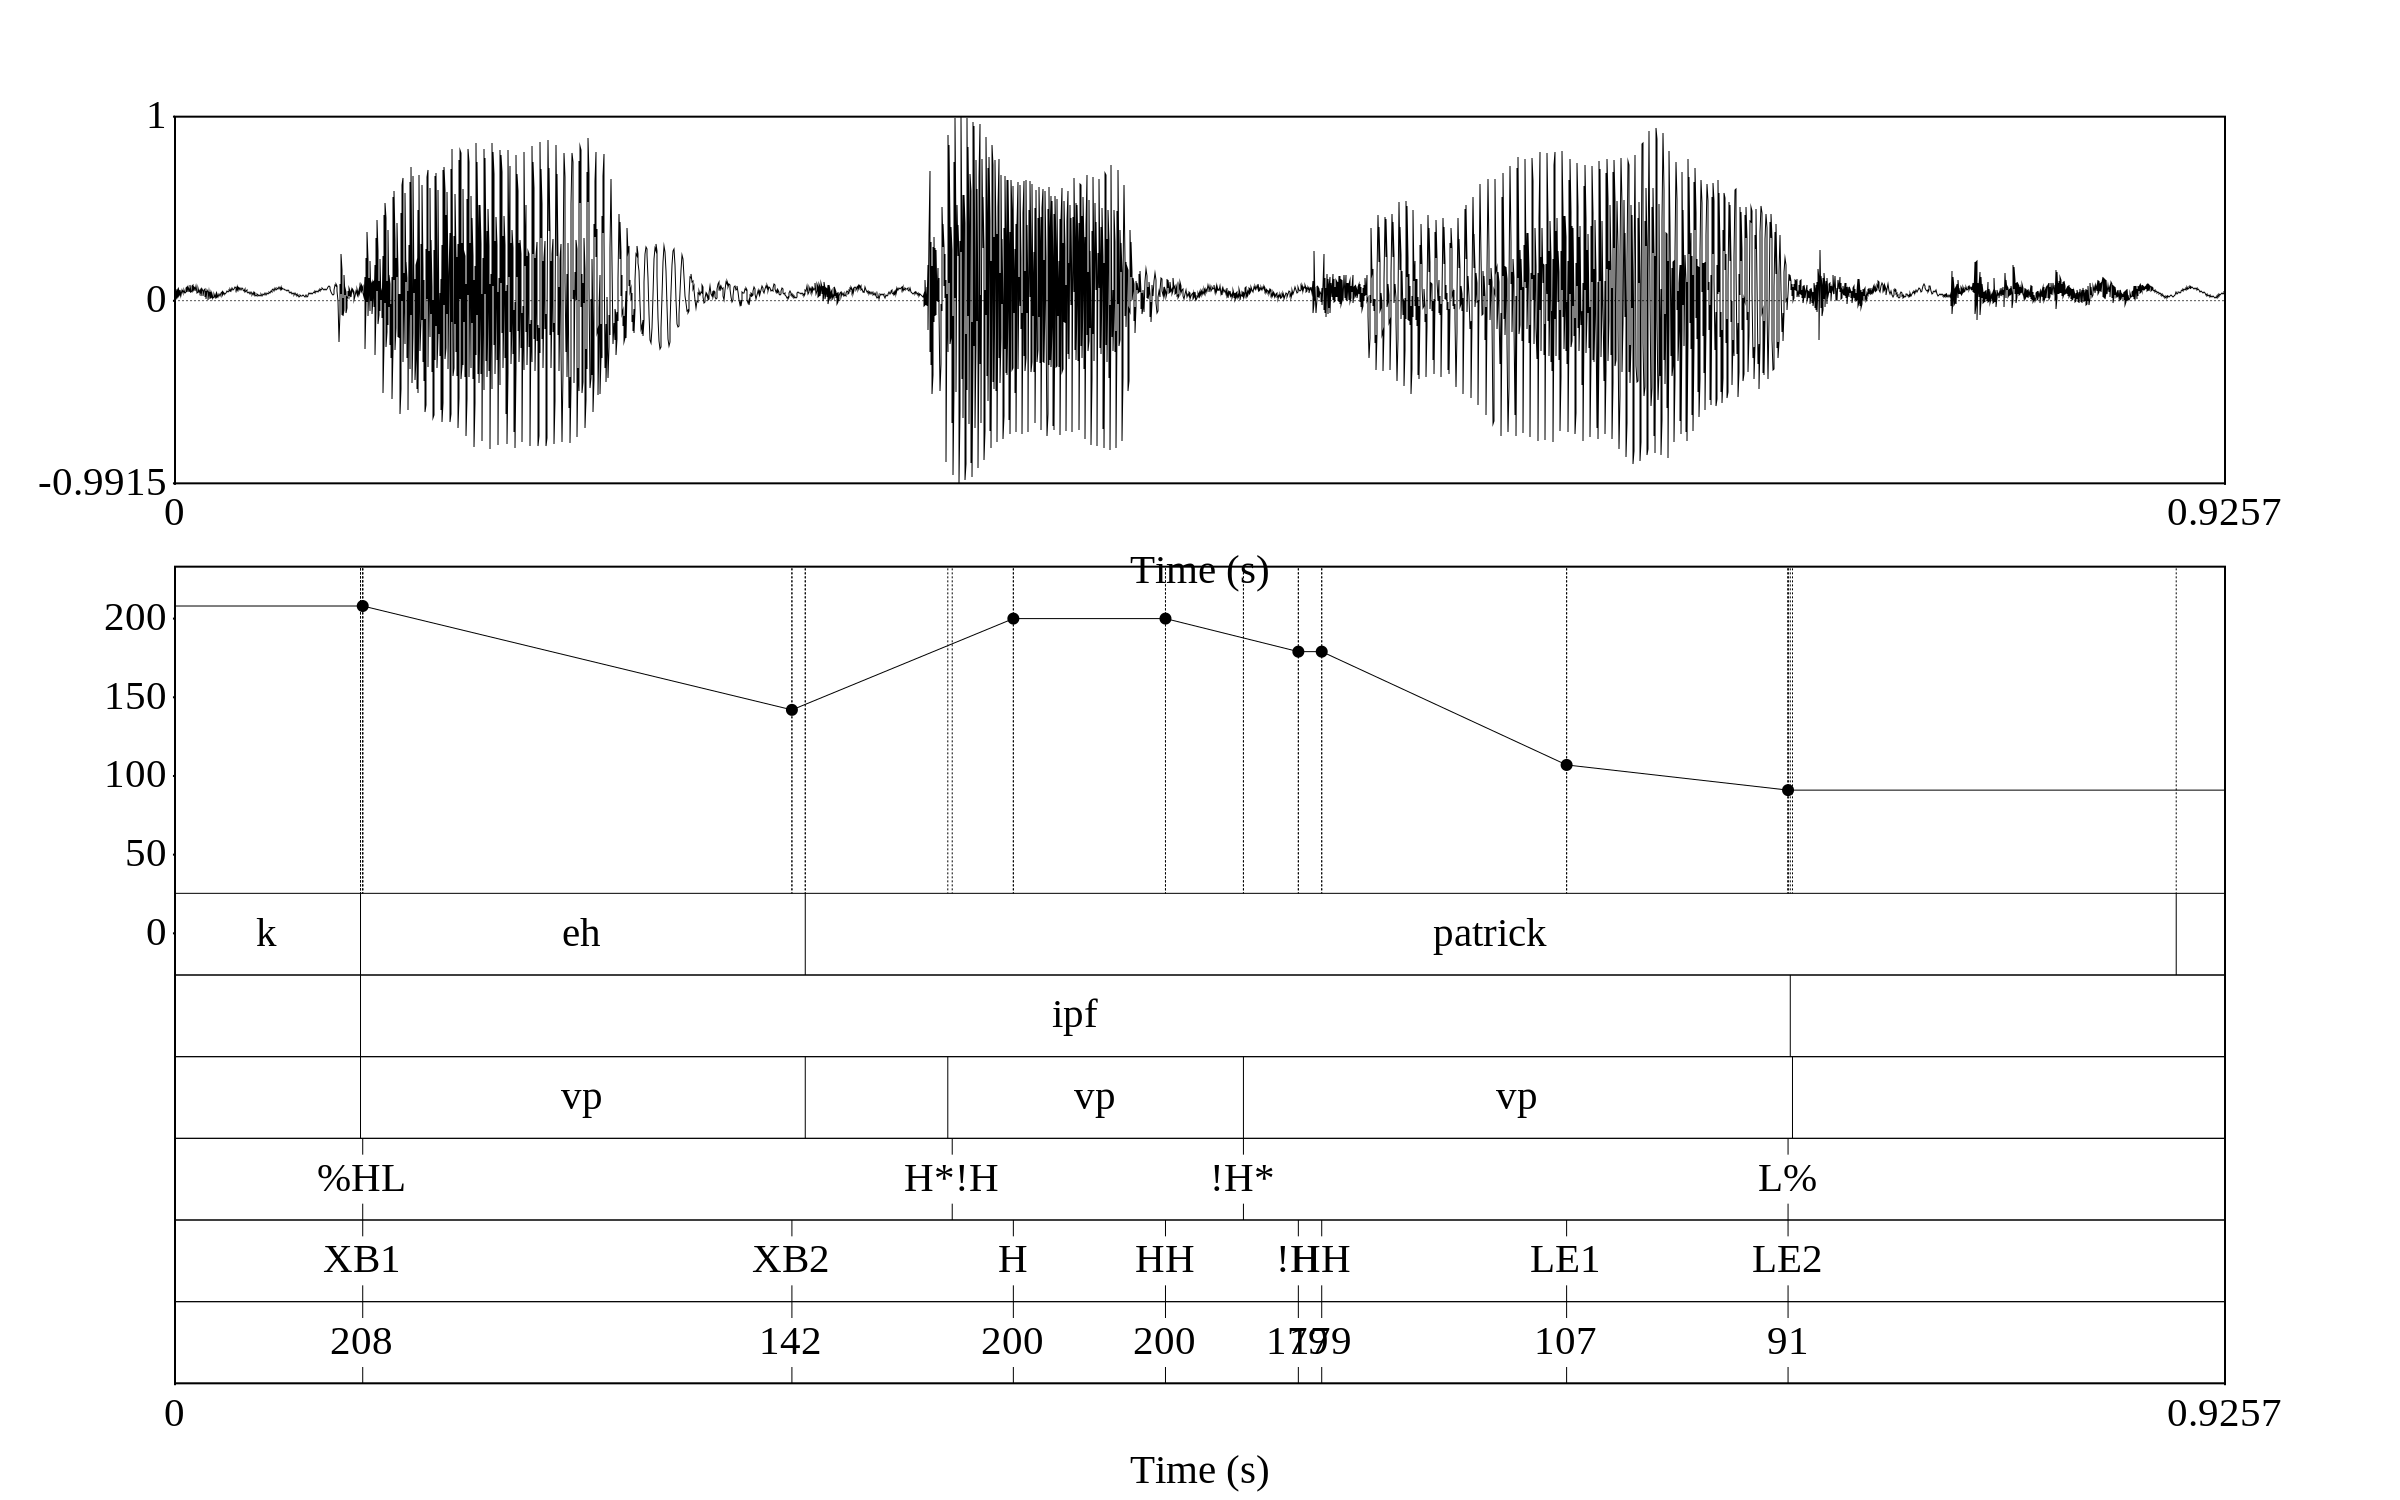 1
0
-0.9915
0 0.9257
Time (s)
200
150
100
50
0
k eh patrick
ipf
vp vp vp
%HL H*!H !H* L%
XB1 XB2 H HH !H HH LE1 LE2
208 142 200 200 179 179 107 91
0 0.9257
Time (s)